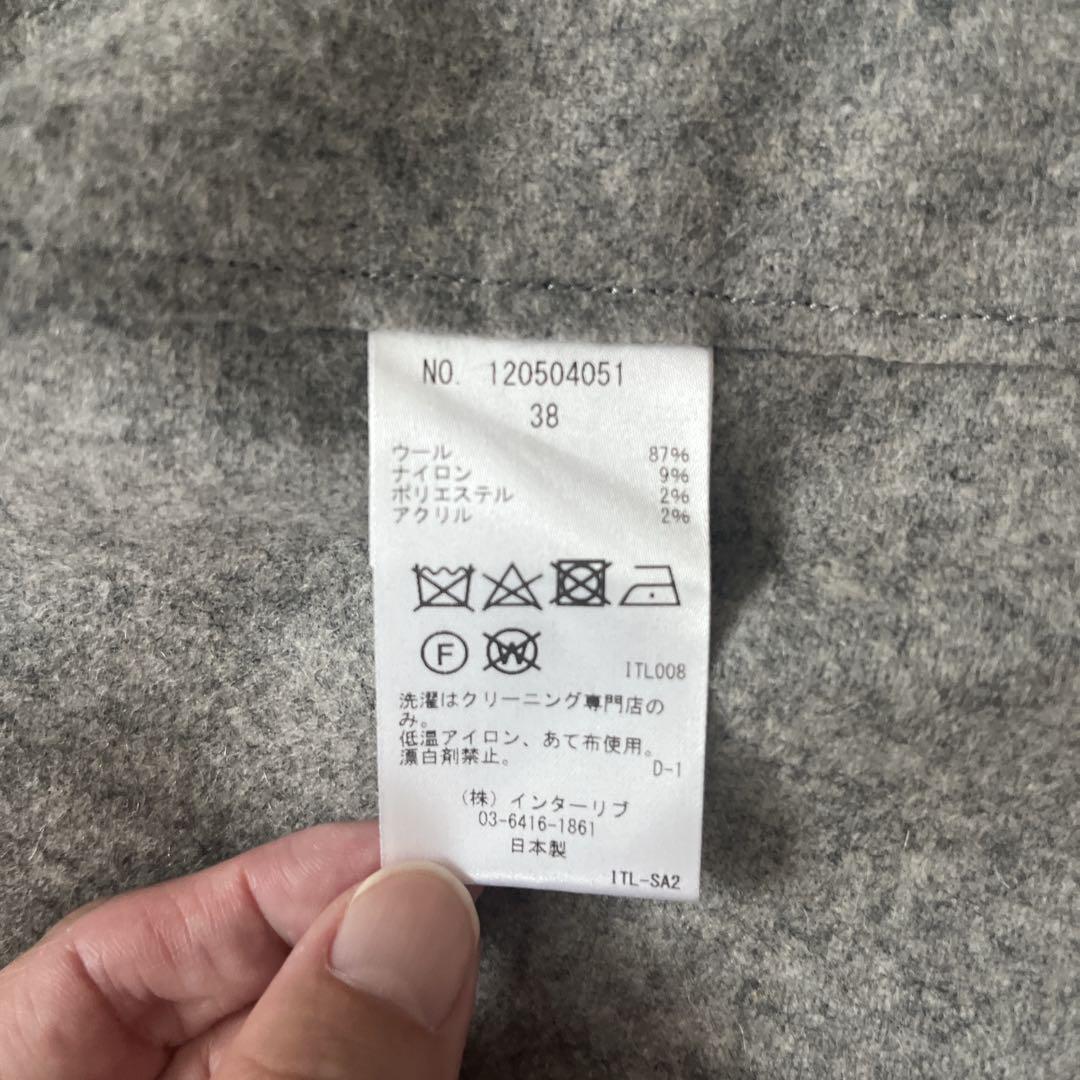 NO. 120504051
38
ウール 87%
ナイロン 9%
ポリエステル 2%
アクリル 2%
F W
ITL008
洗濯はクリーニング専門店の
み。
低温アイロン、あて布使用。
漂白剤禁止。
D-1
(株)インターリブ
03-6416-1861
日本製
ITL-SA2